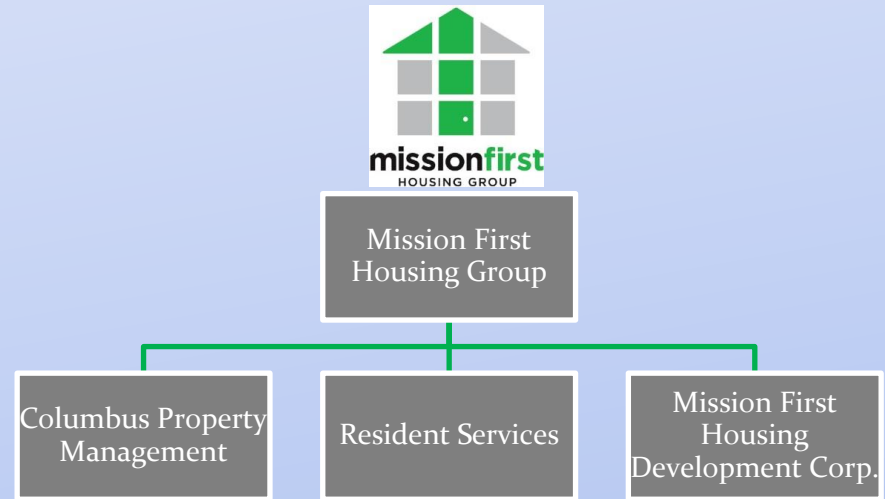 missionfirst
HOUSING GROUP
Mission First
Housing Group
Columbus Property
Management
Resident Services
Mission First
Housing
Development Corp.